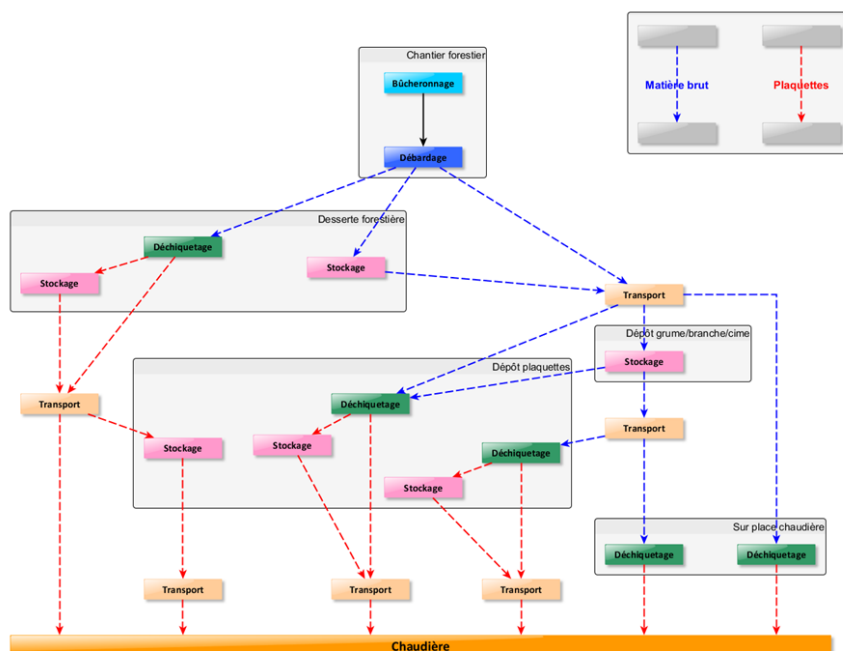 Chantier forestier
Bûcheronnage
Matière brut
Plaquettes
Débardage
Desserte forestière
Déchiquetage
Stockage
Stockage
Transport
Dépôt grume/branche/cime
Stockage
Dépôt plaquettes
Transport
Déchiquetage
Transport
Stockage
Stockage
Déchiquetage
Stockage
Sur place chaudière
Déchiquetage
Déchiquetage
Transport
Transport
Transport
Chaudière